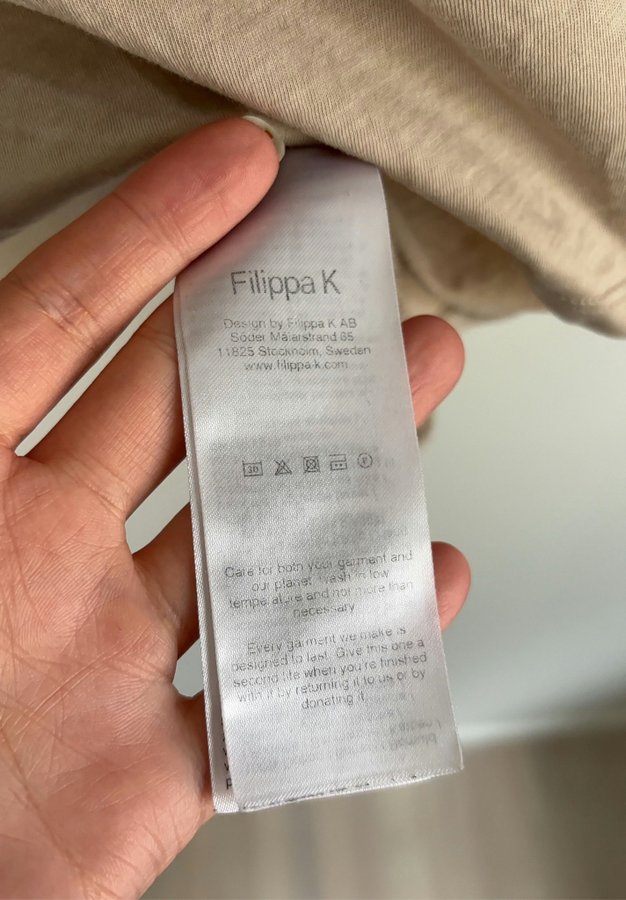 Filippa K
Design by Filippa K AB
Söder Mälarstrand 65
11825 Stockholm, Sweden
www.filippa-k.com
30
Care for both your garment and
our planet. Wash in low
temperature and not more than
necessary.
Every garment we make is
designed to last. Give this one a
second life when you're finished
with it by returning it to us or by
donating it.